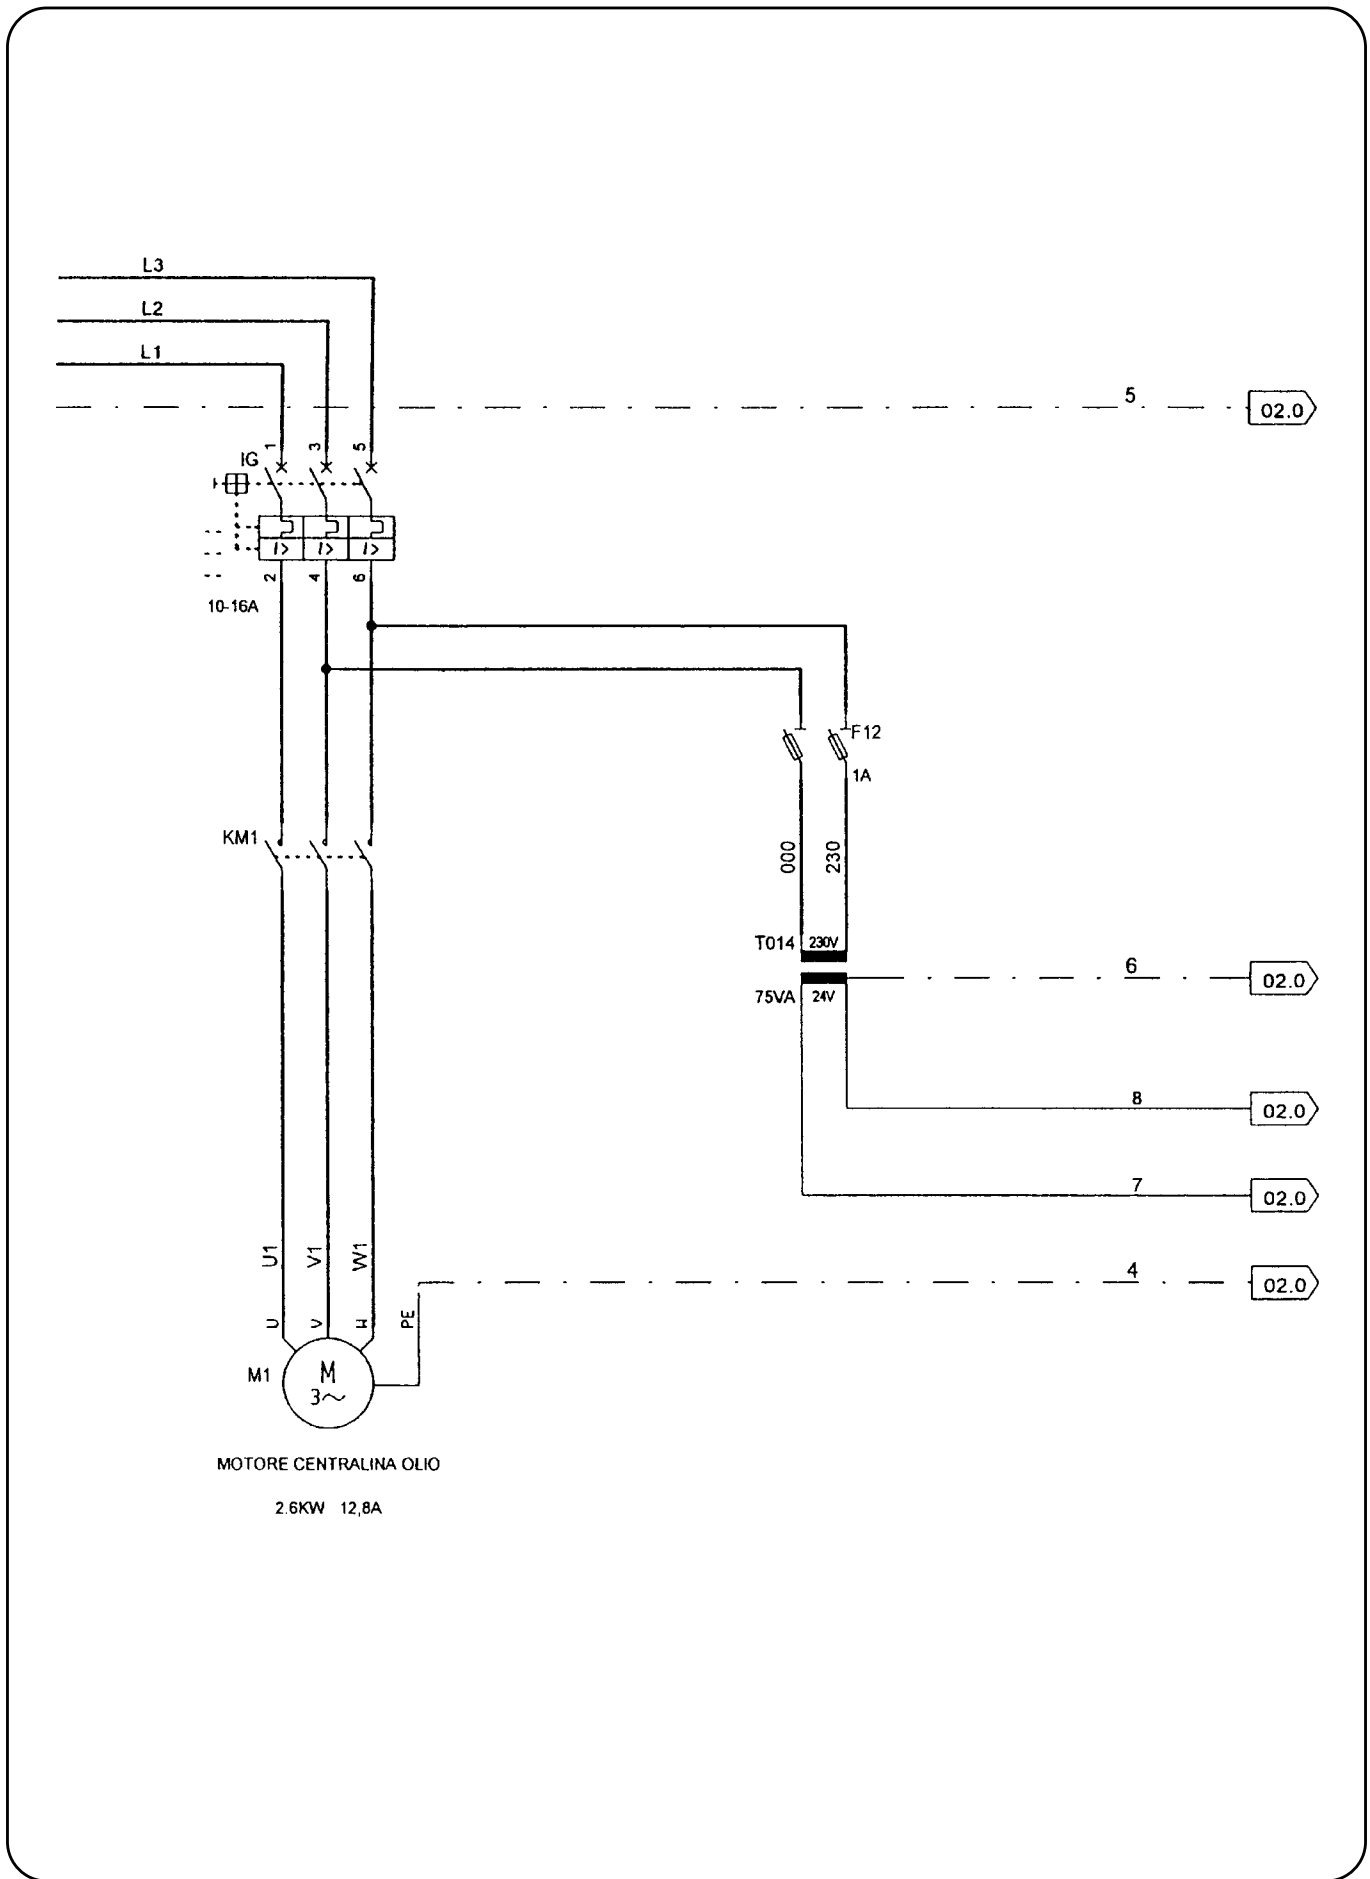 L3
L2
L1
5
02.0
1
3
5
IG
I>
I>
I>
2
4
6
10-16A
F12
1A
KM1
000
230
T014
230V
6
02.0
75VA
24V
8
02.0
7
02.0
U1
V1
W1
4
02.0
U
V
W
PE
M1
M
3~
MOTORE CENTRALINA OLIO
2.6KW 12,8A